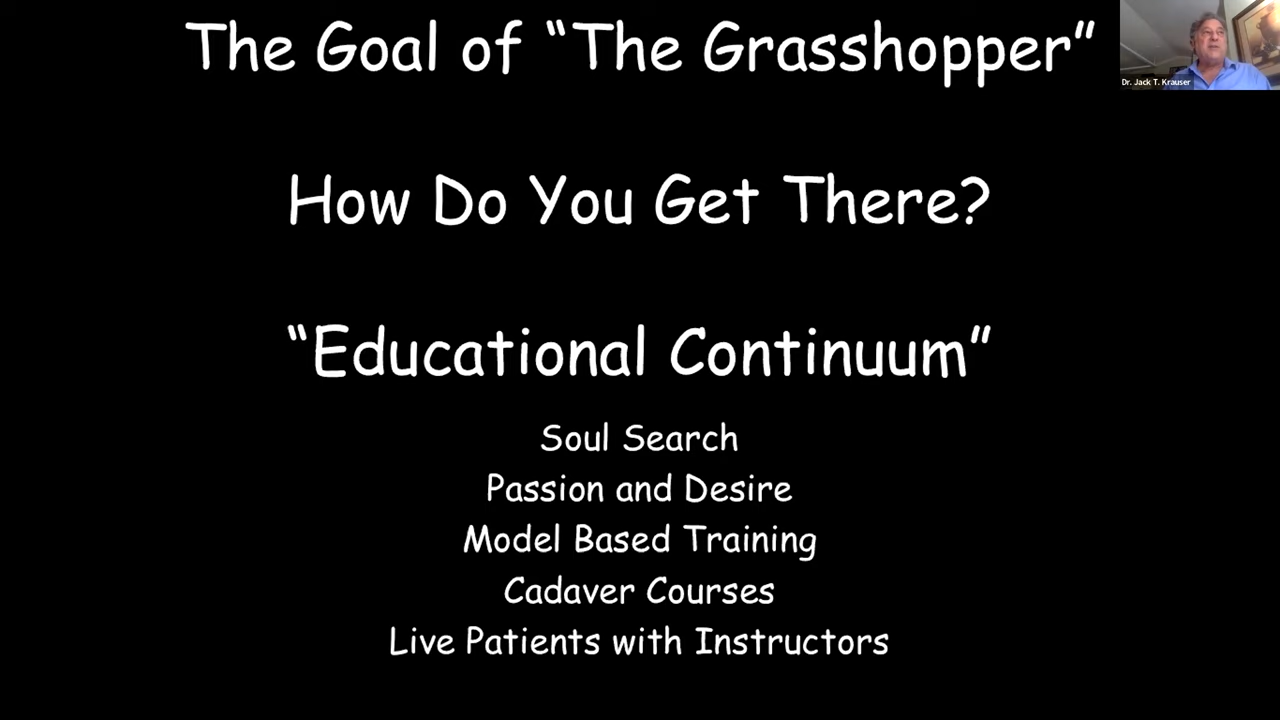 The Goal of “The Grasshopper”
Dr. Jack T. Krauser
How Do You Get There?
“Educational Continuum”
Soul Search
Passion and Desire
Model Based Training
Cadaver Courses
Live Patients with Instructors